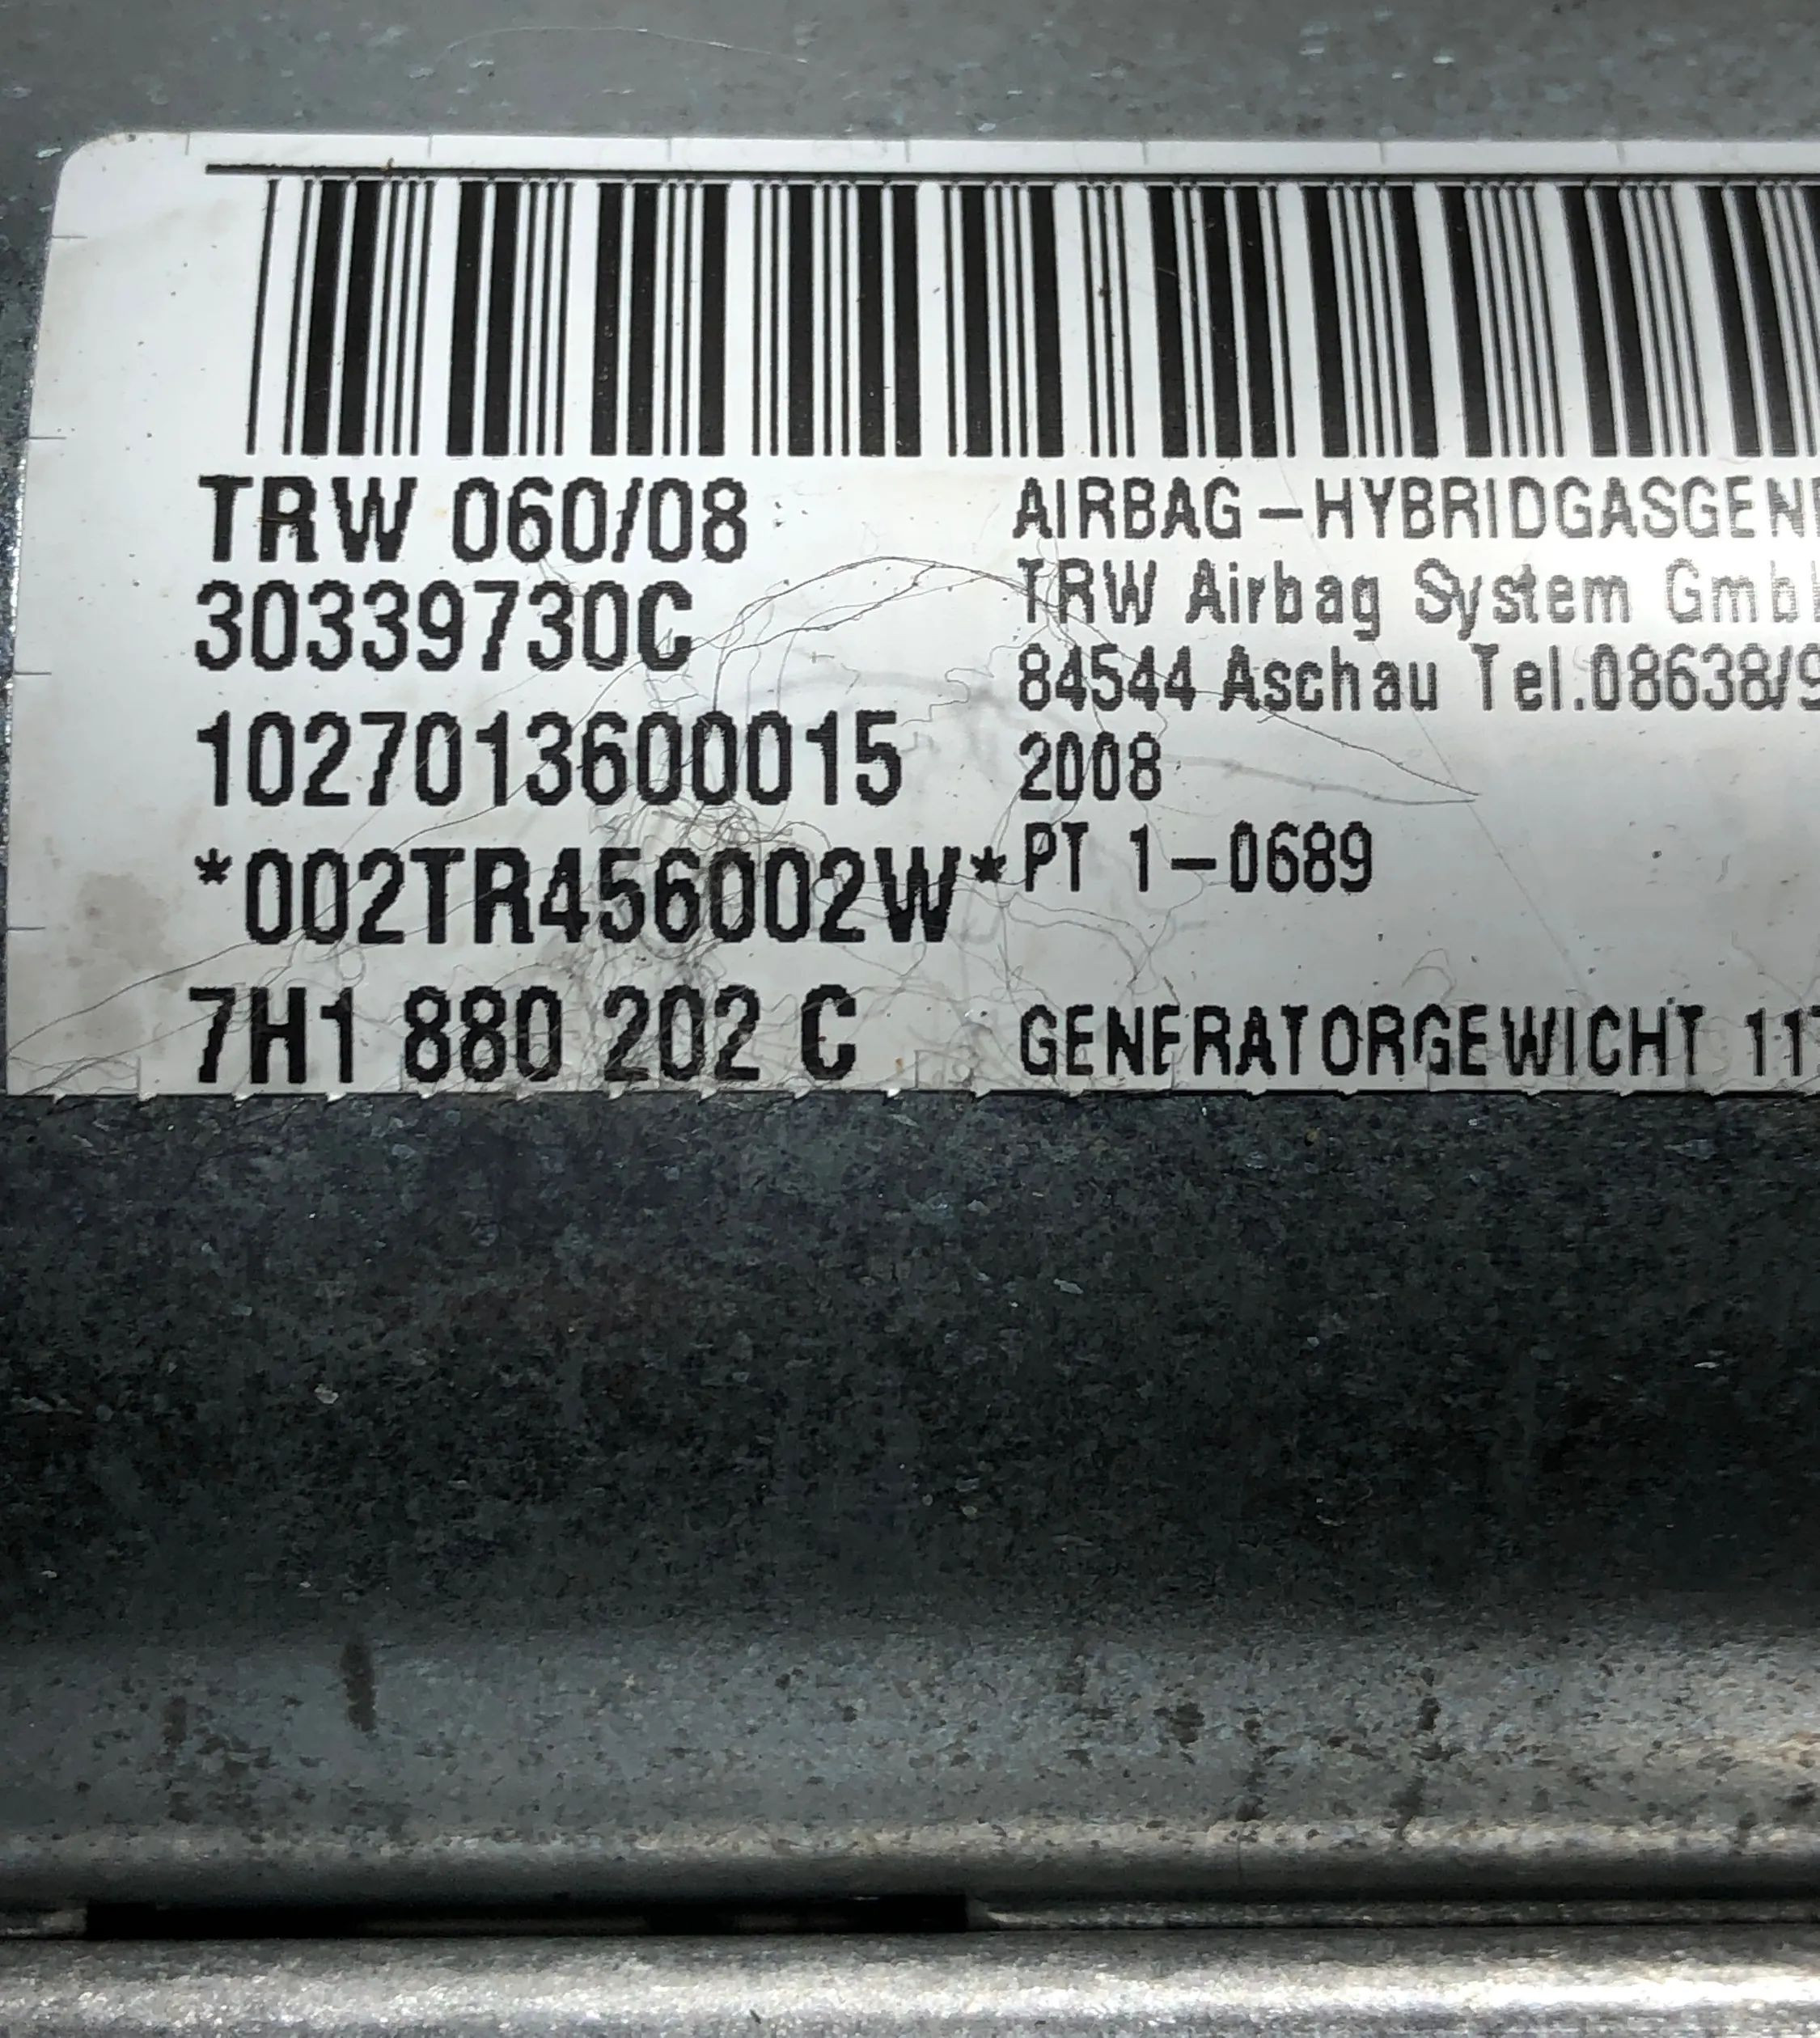 TRW 060/08
30339730C
1027013600015
*002TR456002W*
7H1 880 202 C
AIRBAG-HYBRIDGASGEN
TRW Airbag System Gmb
84544 Aschau Tel.08638/9
2008
PT 1-0689
GENERATORGEWICHT 11